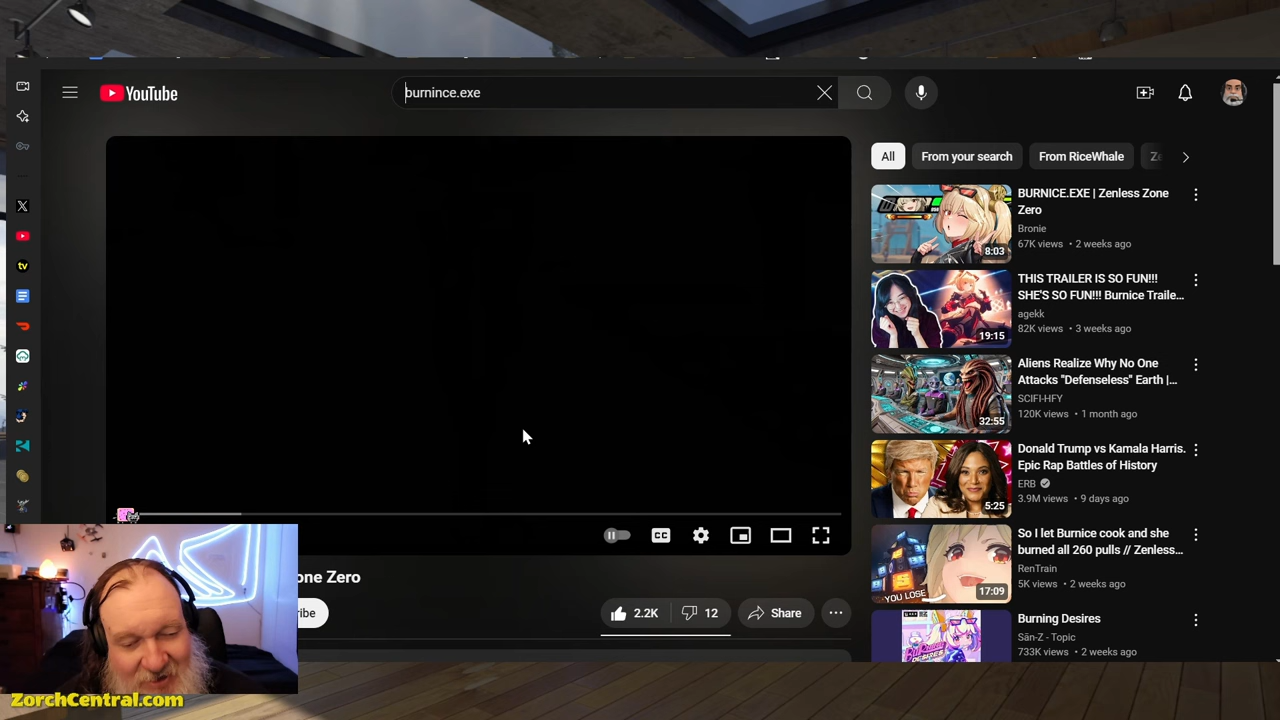 YouTube
burnince.exe
All
From your search
From RiceWhale
BURNICE.EXE | Zenless Zone
Zero
Bronie
67K views • 2 weeks ago
8:03
THIS TRAILER IS SO FUN!!!
SHE'S SO FUN!!! Burnice Traile...
agekk
82K views • 3 weeks ago
19:15
Aliens Realize Why No One
Attacks "Defenseless" Earth |...
SCIFI-HFY
120K views • 1 month ago
32:55
Donald Trump vs Kamala Harris.
Epic Rap Battles of History
ERB
3.9M views • 9 days ago
5:25
So I let Burnice cook and she
burned all 260 pulls // Zenless...
RenTrain
5K views • 2 weeks ago
YOU LOSE
17:09
Burning Desires
Sān-Z - Topic
733K views • 2 weeks ago
CC
X
tv
one Zero
ibe
2.2K
12
Share
ZorchCentral.com